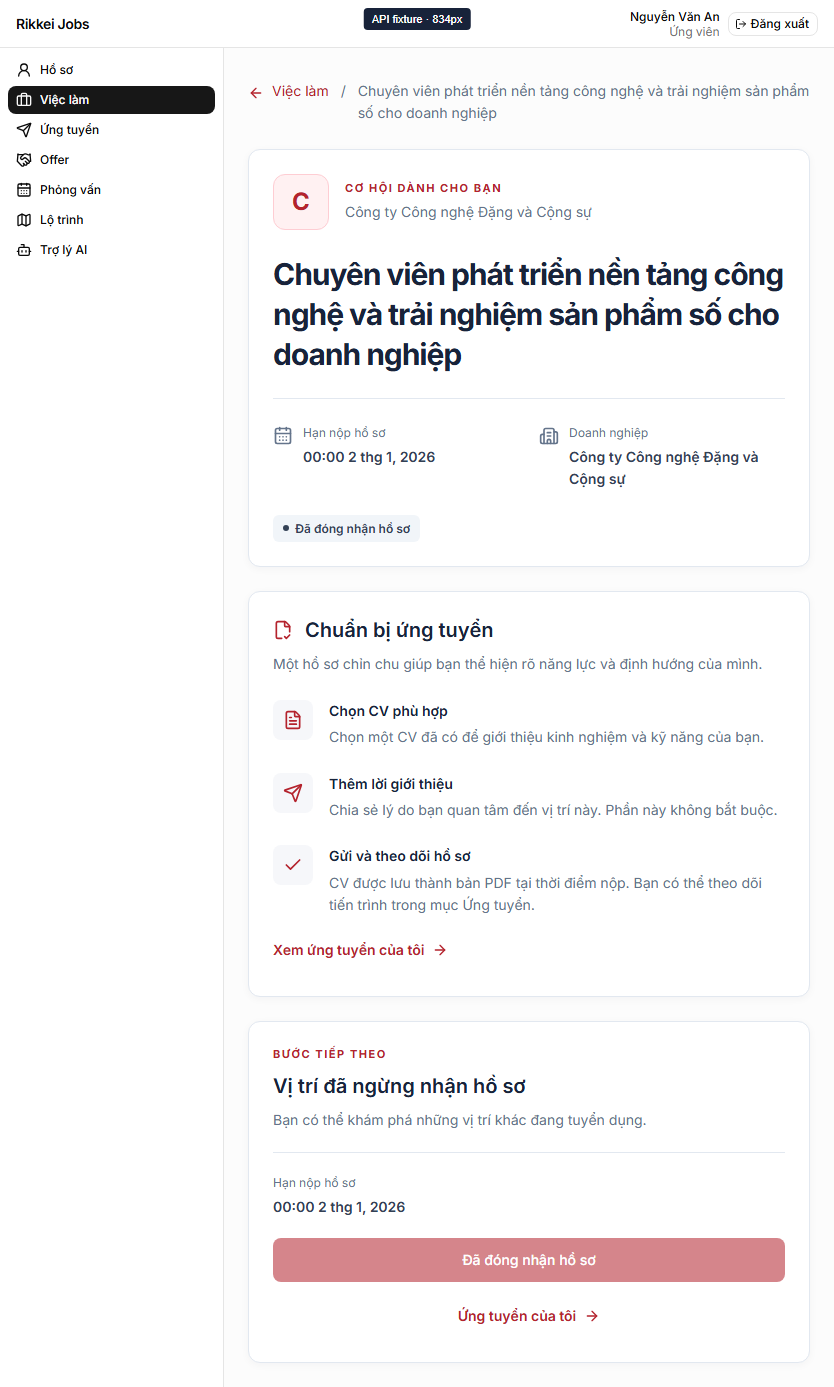 Rikkei Jobs
API fixture · 834px
Nguyễn Văn An
Ứng viên
Đăng xuất
Hồ sơ
Việc làm
Ứng tuyển
Offer
Phỏng vấn
Lộ trình
Trợ lý AI
Việc làm / Chuyên viên phát triển nền tảng công nghệ và trải nghiệm sản phẩm
số cho doanh nghiệp
C
CƠ HỘI DÀNH CHO BẠN
Công ty Công nghệ Đặng và Cộng sự
Chuyên viên phát triển nền tảng công
nghệ và trải nghiệm sản phẩm số cho
doanh nghiệp
Hạn nộp hồ sơ
00:00 2 thg 1, 2026
Doanh nghiệp
Công ty Công nghệ Đặng và
Cộng sự
Đã đóng nhận hồ sơ
Chuẩn bị ứng tuyển
Một hồ sơ chỉn chu giúp bạn thể hiện rõ năng lực và định hướng của mình.
Chọn CV phù hợp
Chọn một CV đã có để giới thiệu kinh nghiệm và kỹ năng của bạn.
Thêm lời giới thiệu
Chia sẻ lý do bạn quan tâm đến vị trí này. Phần này không bắt buộc.
Gửi và theo dõi hồ sơ
CV được lưu thành bản PDF tại thời điểm nộp. Bạn có thể theo dõi
tiến trình trong mục Ứng tuyển.
Xem ứng tuyển của tôi
BƯỚC TIẾP THEO
Vị trí đã ngừng nhận hồ sơ
Bạn có thể khám phá những vị trí khác đang tuyển dụng.
Hạn nộp hồ sơ
00:00 2 thg 1, 2026
Đã đóng nhận hồ sơ
Ứng tuyển của tôi